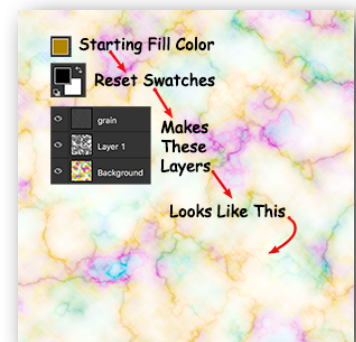 Starting Fill Color
Reset Swatches
grain
Layer 1
Background
Makes
These
Layers
Looks Like This